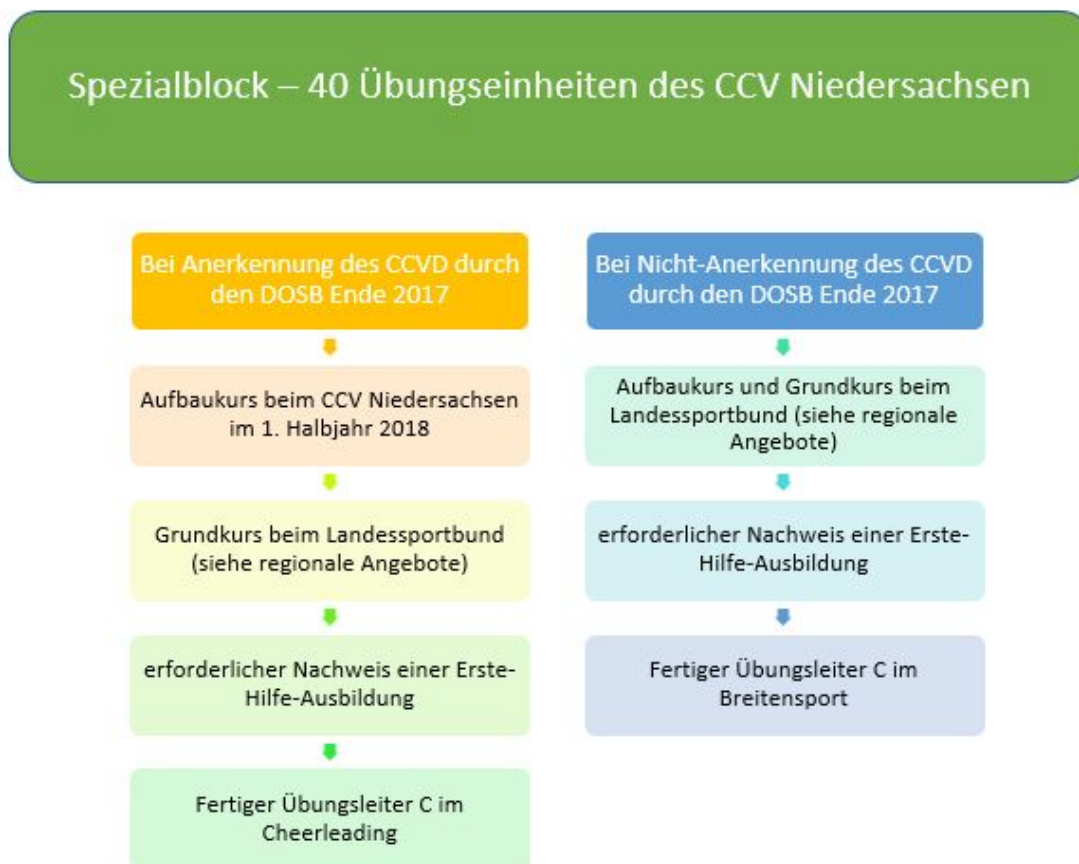 Spezialblock – 40 Übungseinheiten des CCV Niedersachsen
Bei Anerkennung des CCVD durch
den DOSB Ende 2017
Aufbaukurs beim CCV Niedersachsen
im 1. Halbjahr 2018
Grundkurs beim Landessportbund
(siehe regionale Angebote)
erforderlicher Nachweis einer Erste-
Hilfe-Ausbildung
Fertiger Übungsleiter C im
Cheerleading
Bei Nicht-Anerkennung des CCVD
durch den DOSB Ende 2017
Aufbaukurs und Grundkurs beim
Landessportbund (siehe regionale
Angebote)
erforderlicher Nachweis einer Erste-
Hilfe-Ausbildung
Fertiger Übungsleiter C im
Breitensport